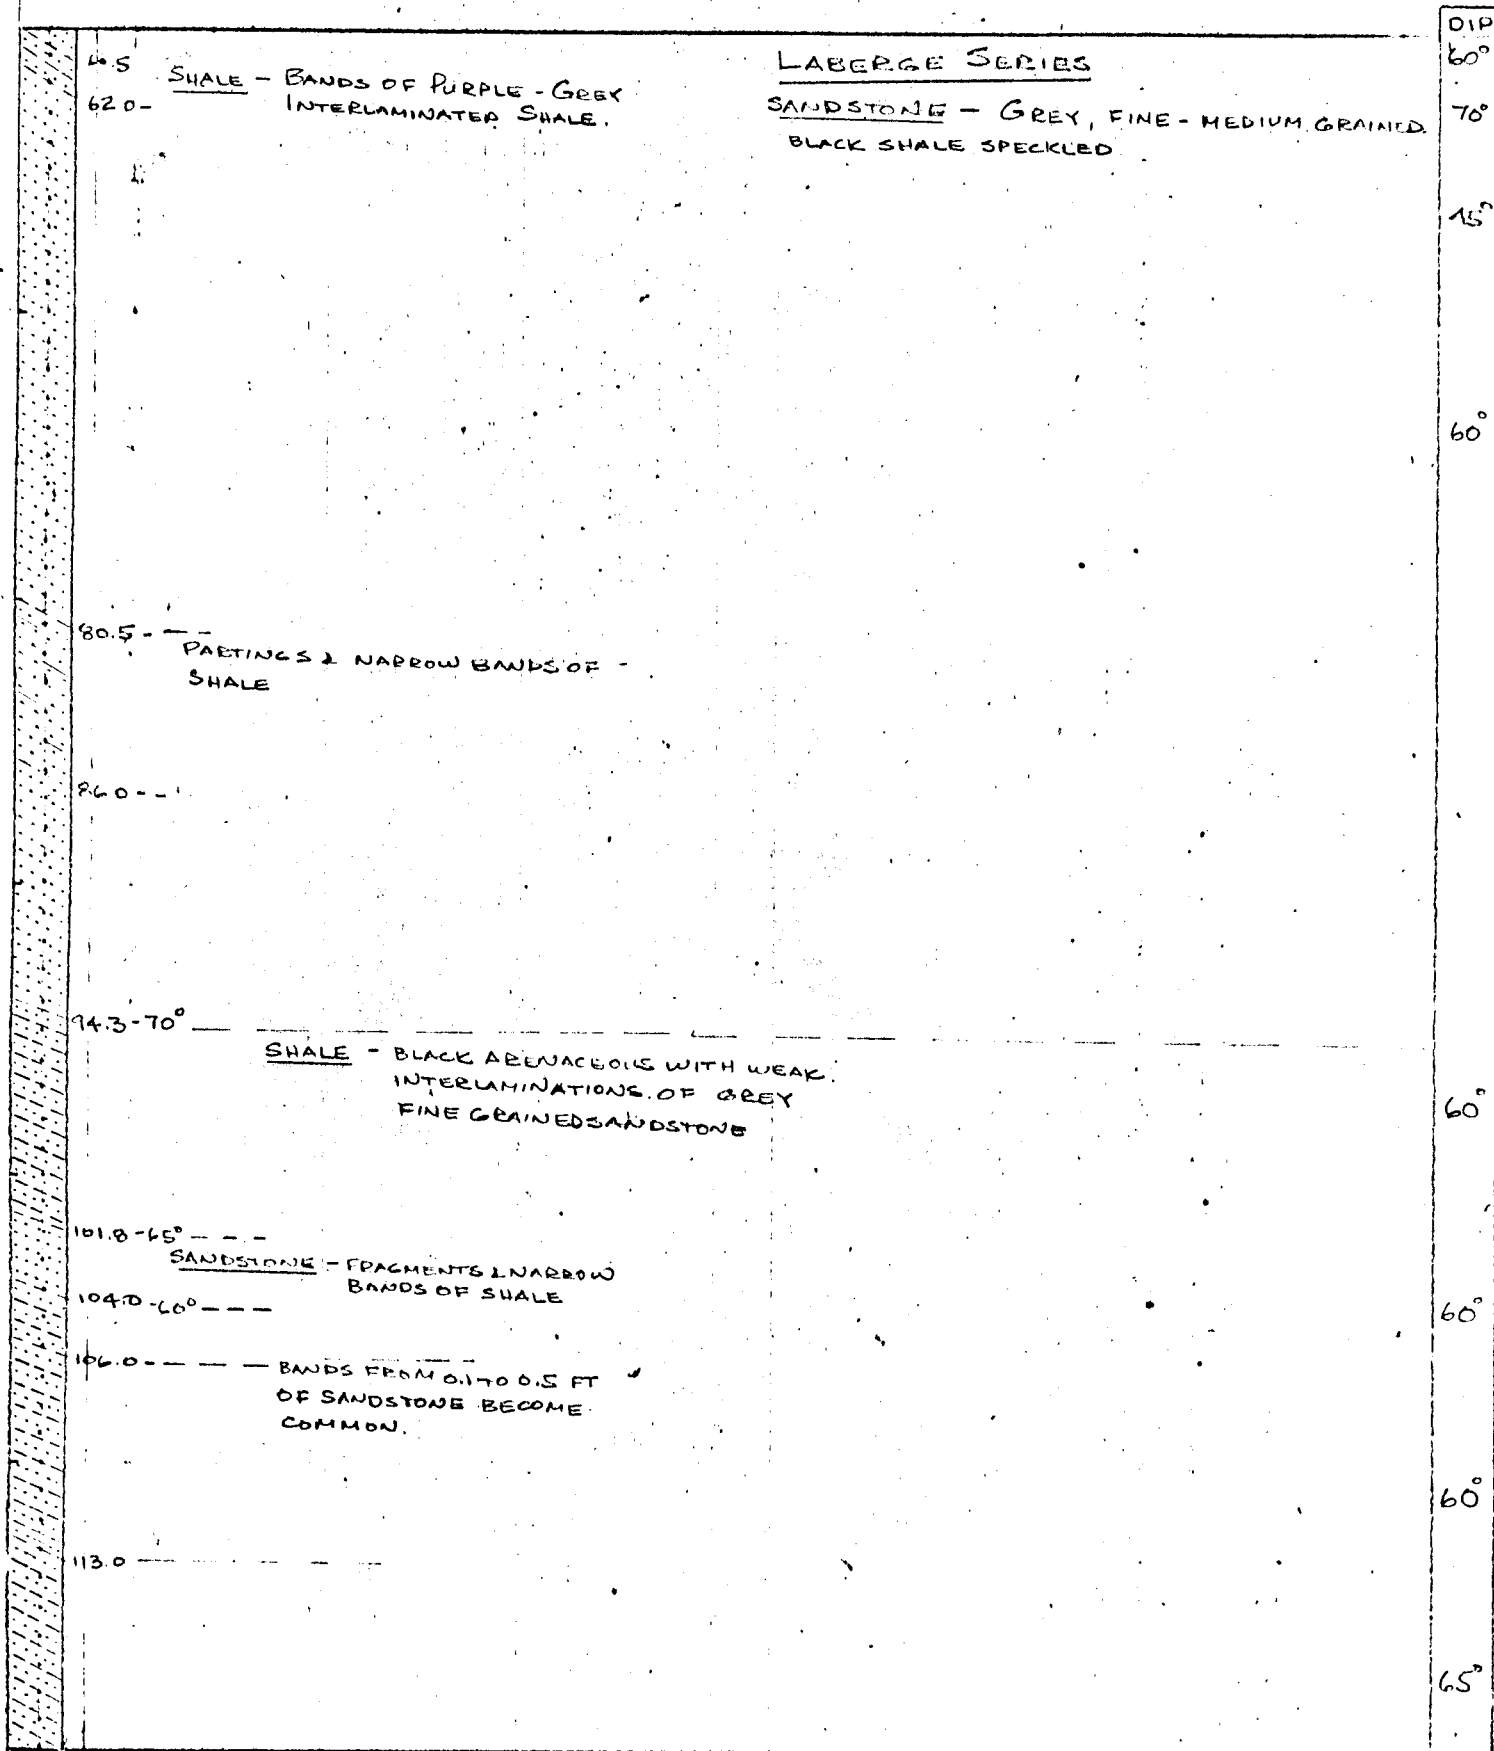 DIP
60°
LABERGE SERIES
SHALE - BANDS OF PURPLE - GREY
INTERLAMINATED SHALE.
62.0-
SANDSTONE - GREY, FINE - MEDIUM GRAINED.
BLACK SHALE SPECKLED
70°
60°
80.5 - - -
PARTINGS & NARROW BANDS OF -
SHALE
86.0 - -
94.3-70°
SHALE - BLACK ARENACEOUS WITH WEAK
INTERLAMINATIONS OF GREY
FINE GRAINED SANDSTONE
60°
101.8-65° - - -
SANDSTONE - FRAGMENTS & NARROW
BANDS OF SHALE
104.0-60° - - -
60°
106.0 - - - - BANDS FROM 0.1 TO 0.5 FT
OF SANDSTONE BECOME
COMMON.
60°
113.0
65°